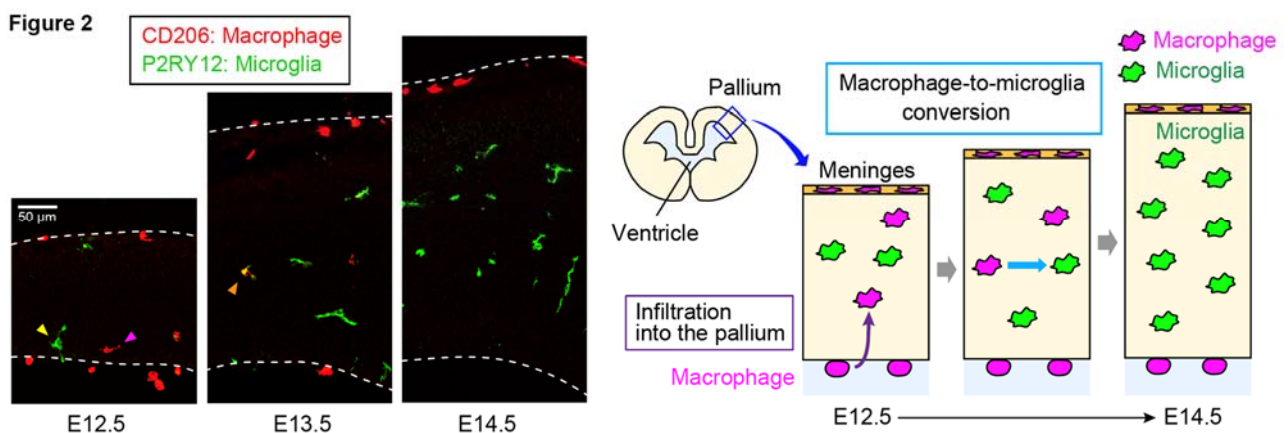 Figure 2
CD206: Macrophage
P2RY12: Microglia
50 μm
E12.5
E13.5
E14.5
Pallium
Ventricle
Macrophage-to-microglia
conversion
Macrophage
Microglia
Meninges
Microglia
Infiltration
into the pallium
Macrophage
E12.5
E14.5